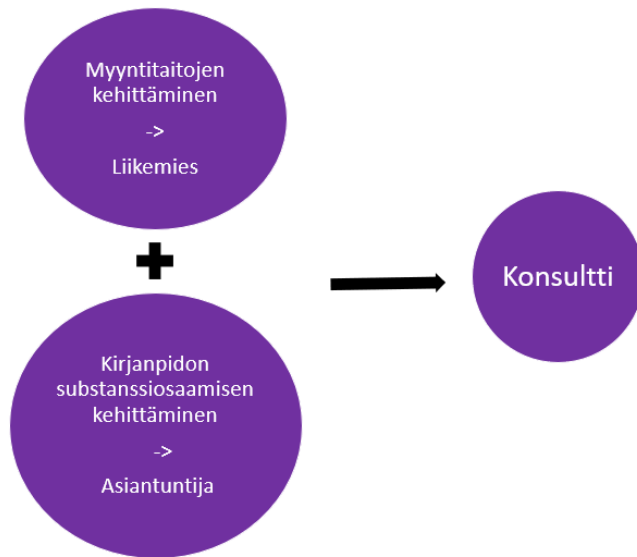 Myyntitaitojen
kehittäminen
->
Liikemies
Kirjanpidon
substanssiosaamisen
kehittäminen
->
Asiantuntija
Konsultti